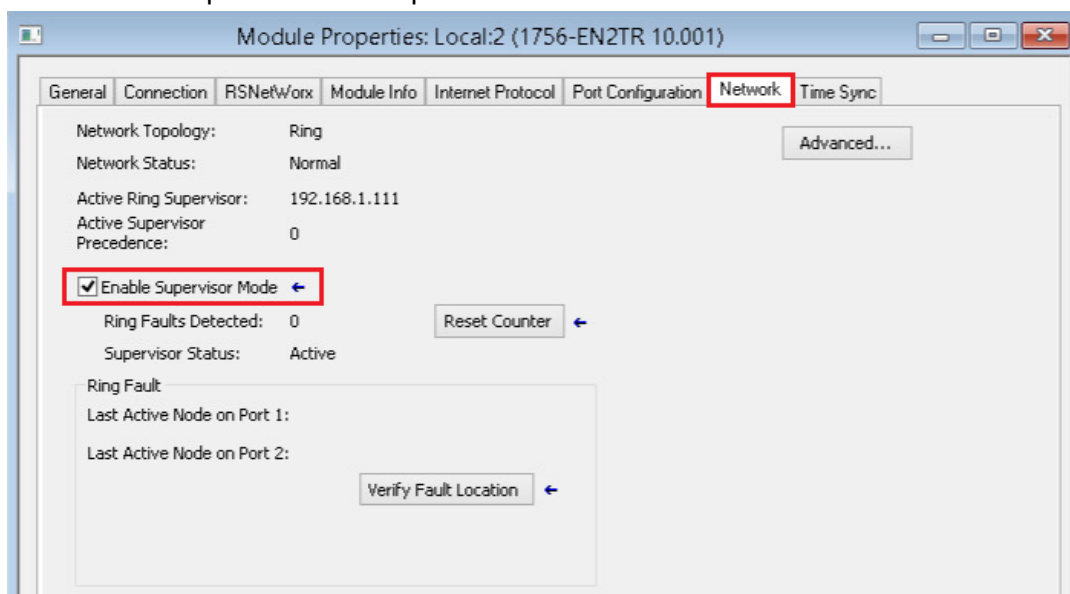 Module Properties: Local:2 (1756-EN2TR 10.001)
General Connection RSNetWorx Module Info Internet Protocol Port Configuration Network Time Sync
Network Topology: Ring
Advanced...
Network Status: Normal
Active Ring Supervisor: 192.168.1.111
Active Supervisor
Precedence: 0
Enable Supervisor Mode
Ring Faults Detected: 0 Reset Counter
Supervisor Status: Active
Ring Fault
Last Active Node on Port 1:
Last Active Node on Port 2:
Verify Fault Location